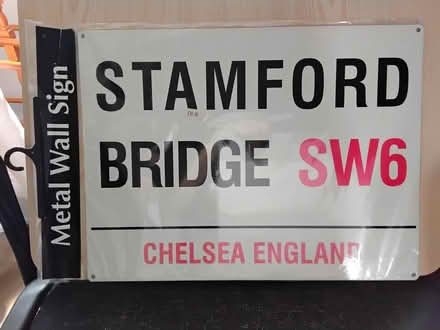 Metal Wall Sign
STAMFORD
BRIDGE SW6
CHELSEA ENGLAND